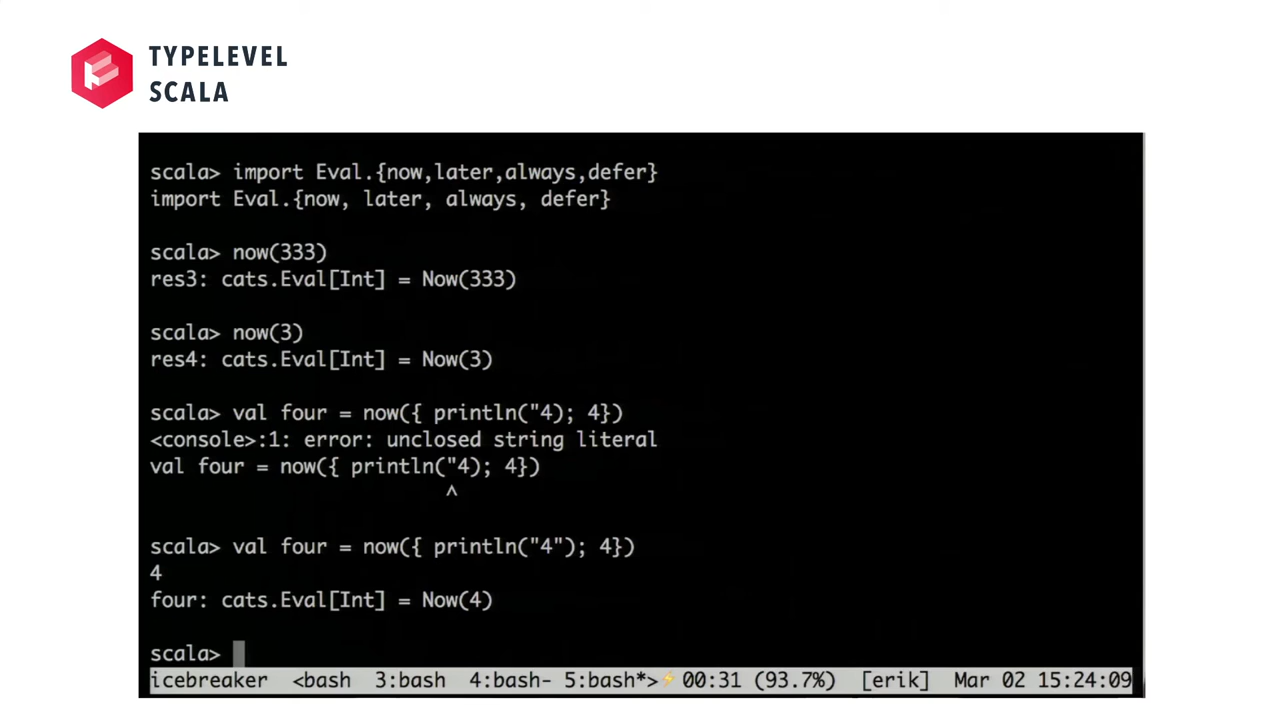 TYPELEVEL
SCALA
scala> import Eval.{now,later,always,defer}
import Eval.{now, later, always, defer}
scala> now(333)
res3: cats.Eval[Int] = Now(333)
scala> now(3)
res4: cats.Eval[Int] = Now(3)
scala> val four = now({ println("4); 4})
<console>:1: error: unclosed string literal
val four = now({ println("4); 4})
^
scala> val four = now({ println("4"); 4})
4
four: cats.Eval[Int] = Now(4)
scala>
icebreaker <bash 3:bash 4:bash- 5:bash*>⚡00:31 (93.7%) [erik] Mar 02 15:24:09